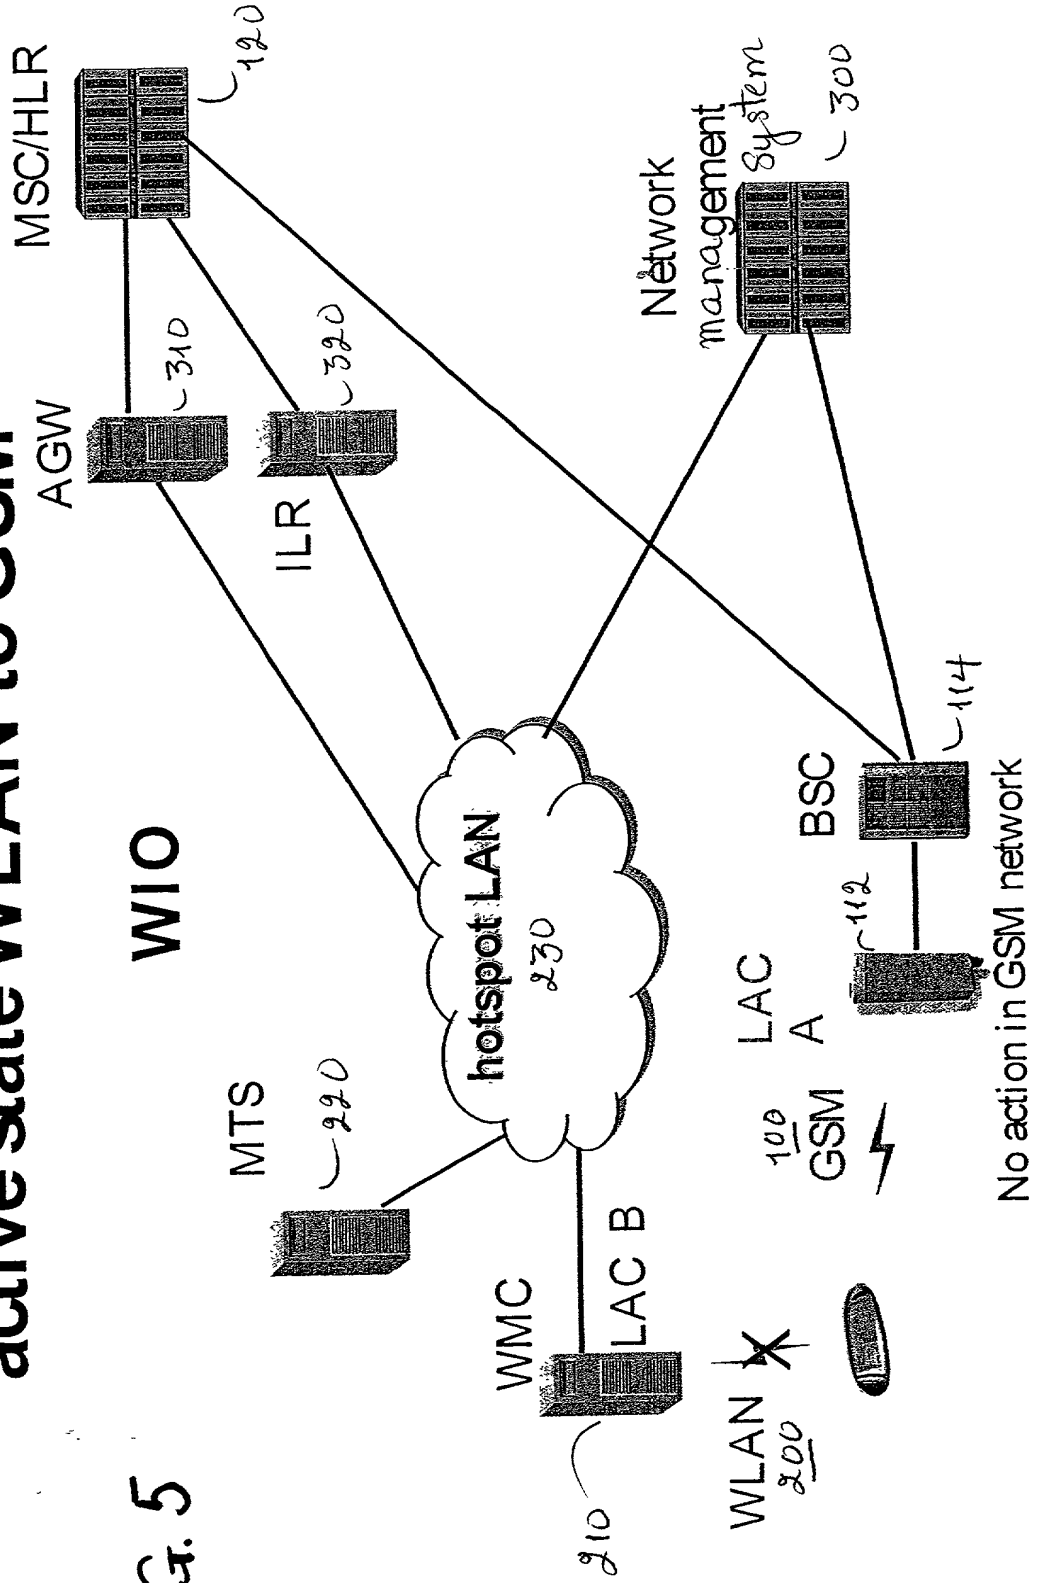 active state WLAN to GSM
G. 5
WIO
MSC/HLR
120
AGW
310
ILR
320
MTS
220
hotspot LAN
230
Network
management
System
300
WMC
210
LAC B
WLAN
200
100
GSM
LAC
A
112
BSC
114
No action in GSM network